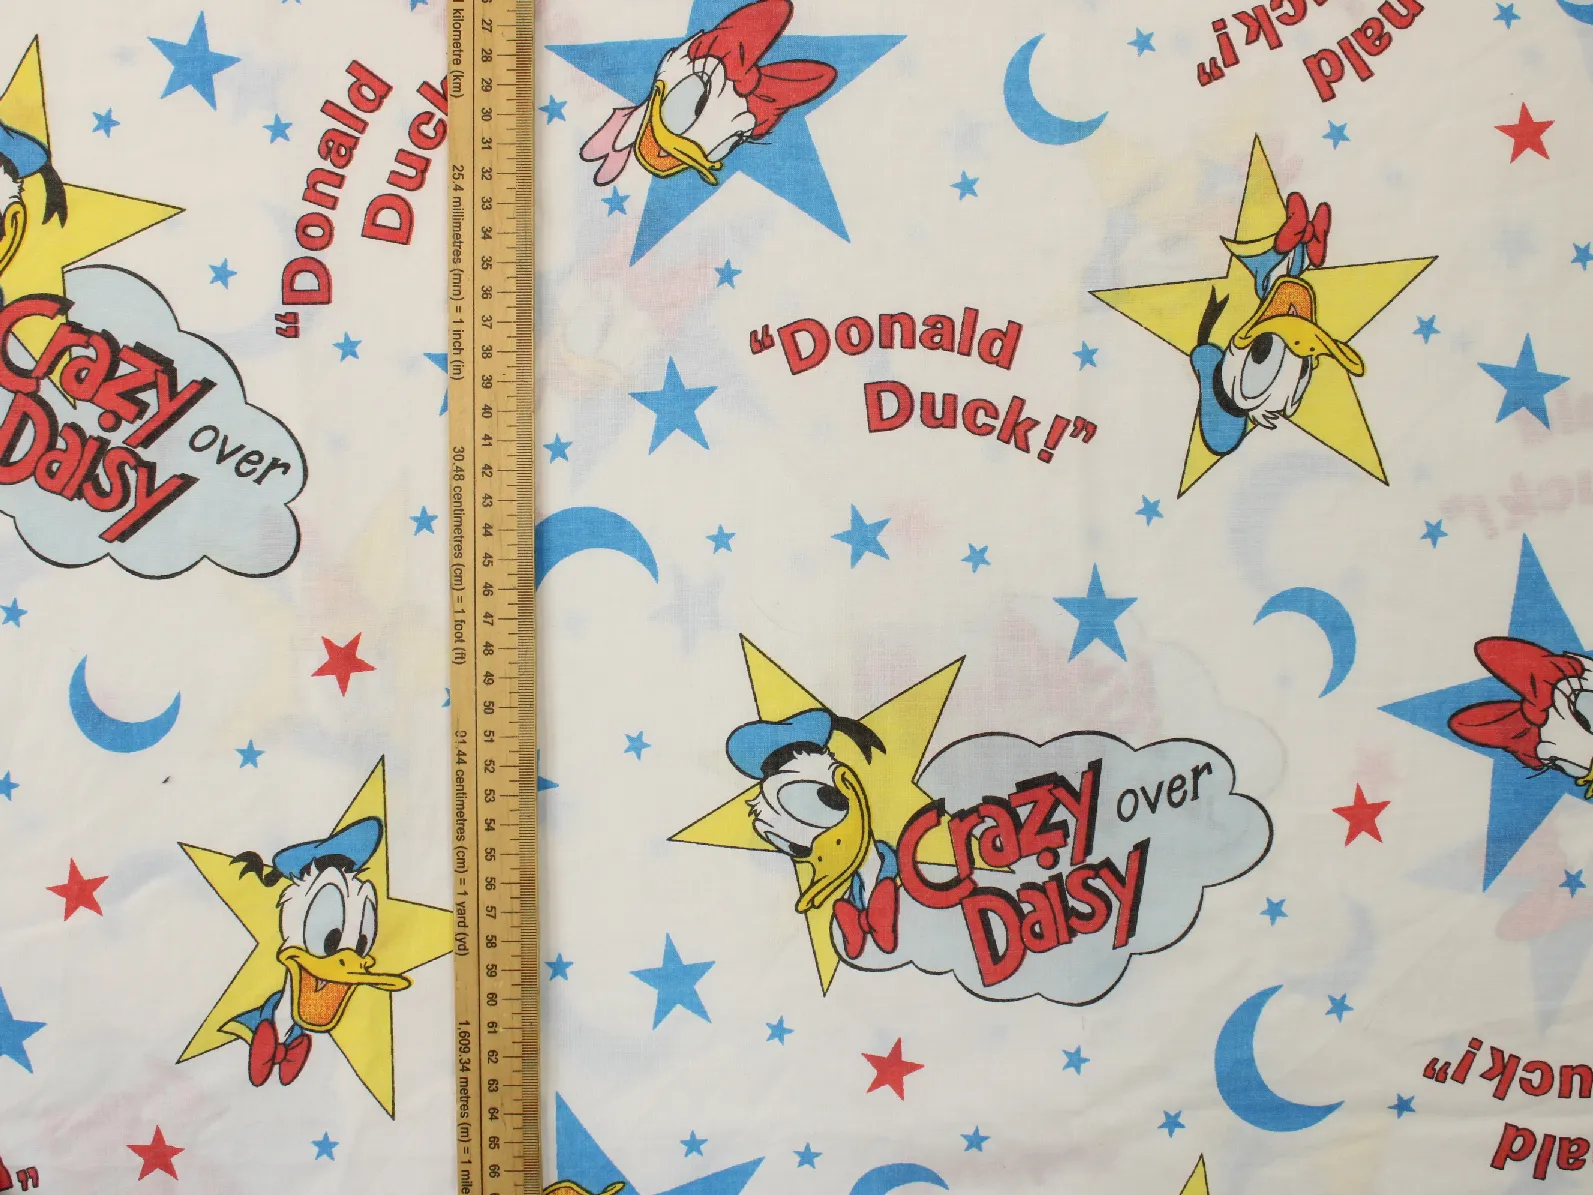 "Donald
Duck
Crazy over
Daisy
1 kilometre (km)
25.4 millimetres (mm) = 1 inch (in)
30.48 centimetres (cm) = 1 foot (ft)
91.44 centimetres (cm) = 1 yard (yd)
1,609.34 metres (m) = 1 mile
27
28
29
30
31
32
33
34
35
36
37
38
39
40
41
42
43
44
45
46
47
48
49
50
51
52
53
54
55
56
57
58
59
60
61
62
63
64
65
66
“Donald
Duck!”
Crazy over
Daisy
nald
uck!”
uck!”
ald